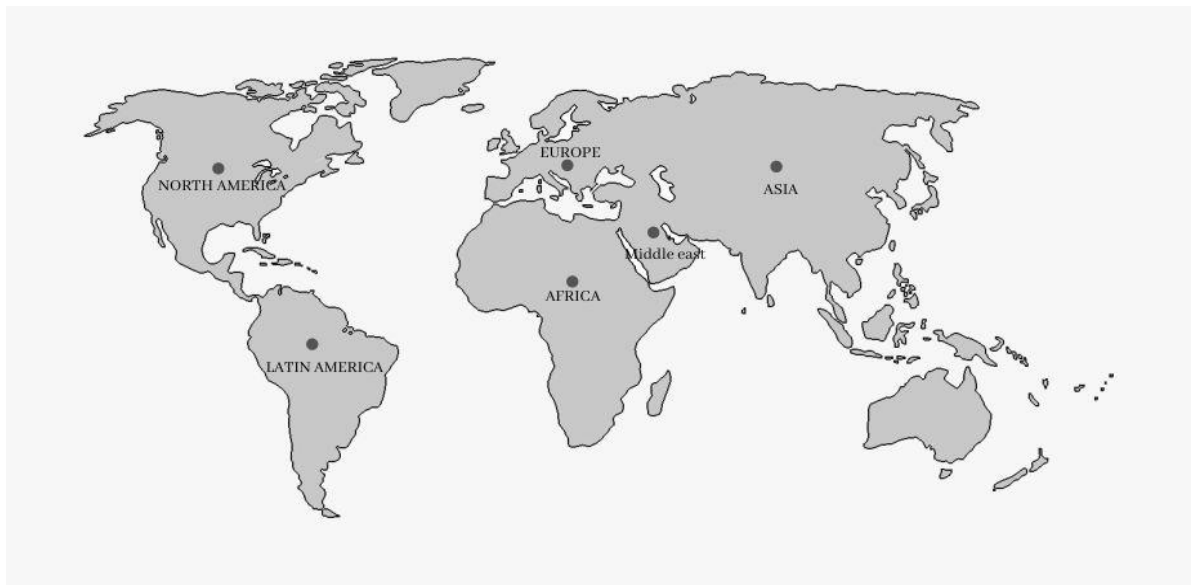 EUROPE
NORTH AMERICA
ASIA
Middle east
AFRICA
LATIN AMERICA